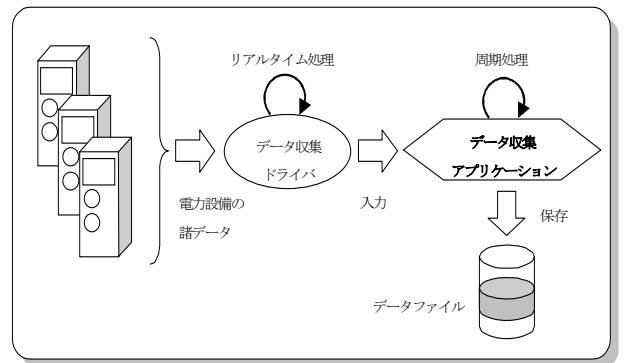 リアルタイム処理
周期処理
データ収集
ドライバ
データ収集
アプリケーション
電力設備の
諸データ
入力
保存
データファイル